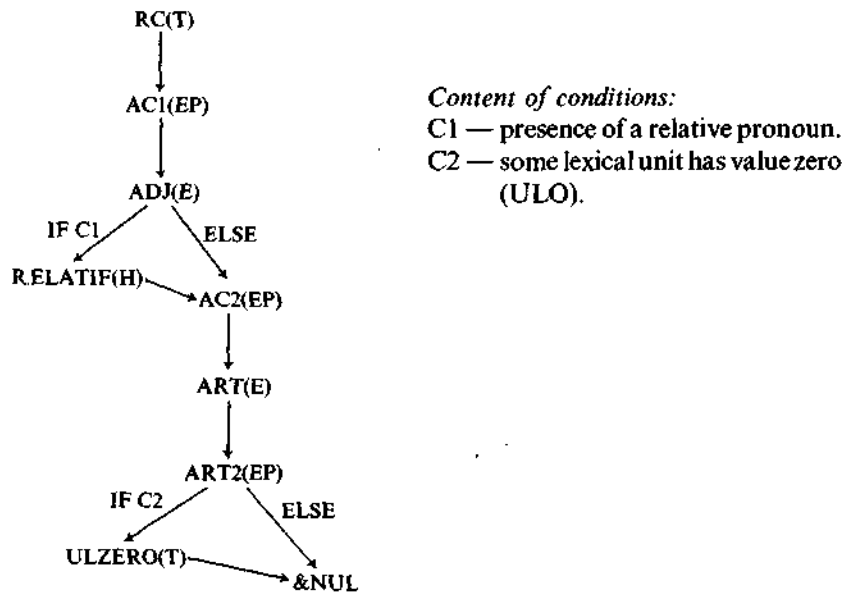 RC(T)
AC1(EP)
ADJ(E)
IF C1
ELSE
RELATIF(H)
AC2(EP)
ART(E)
ART2(EP)
IF C2
ELSE
ULZERO(T)
&NUL
Content of conditions:
C1 — presence of a relative pronoun.
C2 — some lexical unit has value zero
(ULO).